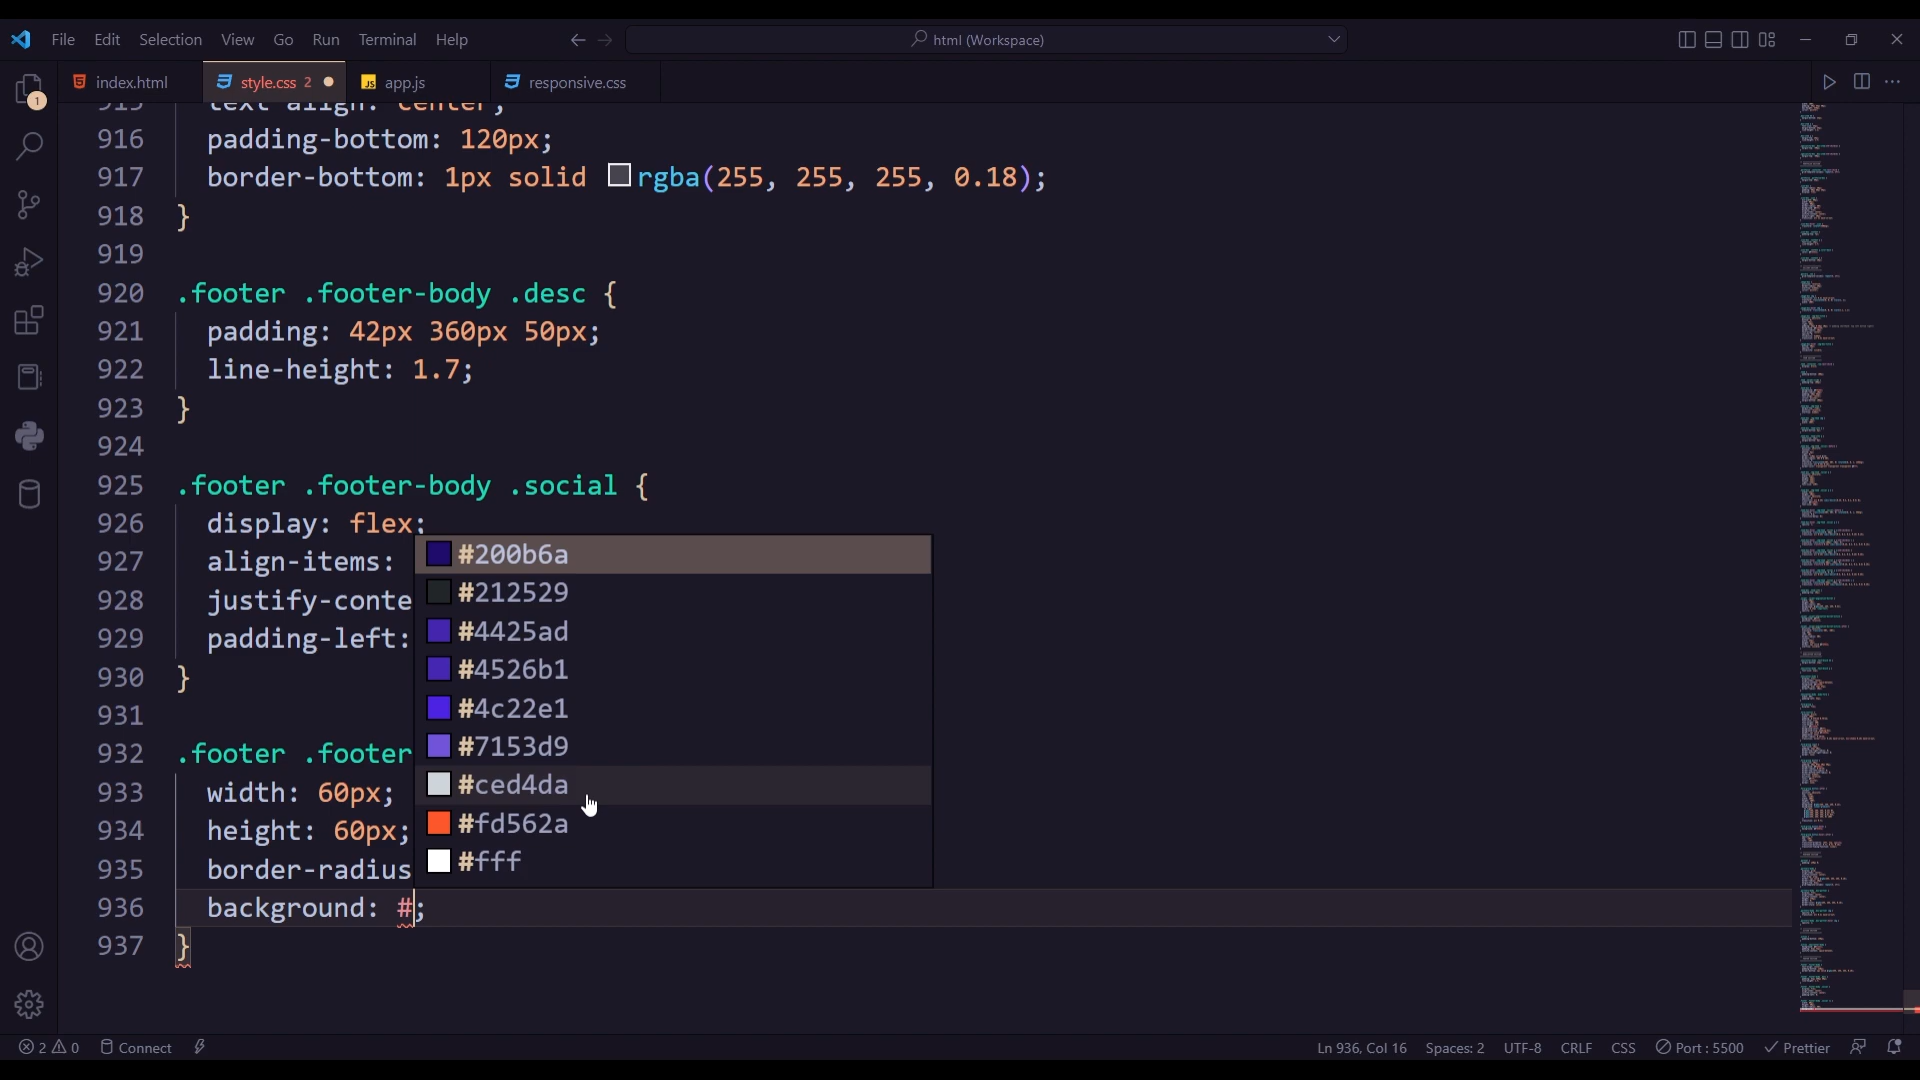 File Edit Selection View Go Run Terminal Help
html (Workspace)
index.html
style.css 2
app.js
responsive.css
1
916 padding-bottom: 120px;
917 border-bottom: 1px solid rgba(255, 255, 255, 0.18);
918 }
919
920 .footer .footer-body .desc {
921 padding: 42px 360px 50px;
922 line-height: 1.7;
923 }
924
925 .footer .footer-body .social {
926 display: flex;
927 align-items:
928 justify-conte
929 padding-left:
930 }
931
932 .footer .footer
933 width: 60px;
934 height: 60px;
935 border-radius
936 background: #;
937 }
#200b6a
#212529
#4425ad
#4526b1
#4c22e1
#7153d9
#ced4da
#fd562a
#fff
2 0 Connect
Ln 936, Col 16 Spaces: 2 UTF-8 CRLF CSS Port : 5500 Prettier